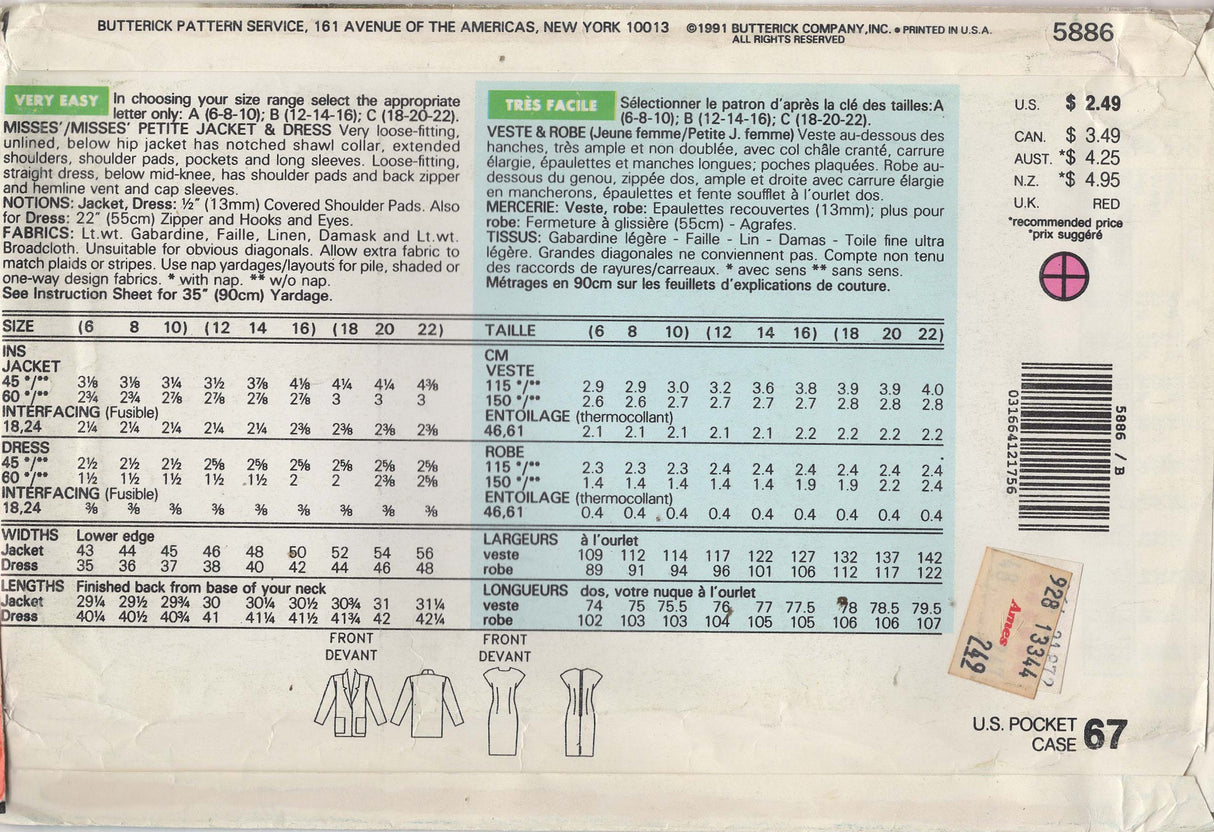 BUTTERICK PATTERN SERVICE, 161 AVENUE OF THE AMERICAS, NEW YORK 10013 ©1991 BUTTERICK COMPANY,INC. • PRINTED IN U.S.A.
ALL RIGHTS RESERVED
5886
VERY EASY In choosing your size range select the appropriate
letter only: A (6-8-10); B (12-14-16); C (18-20-22).
MISSES'/MISSES' PETITE JACKET & DRESS Very loose-fitting,
unlined, below hip jacket has notched shawl collar, extended
shoulders, shoulder pads, pockets and long sleeves. Loose-fitting,
straight dress, below mid-knee, has shoulder pads and back zipper
and hemline vent and cap sleeves.
NOTIONS: Jacket, Dress: ½" (13mm) Covered Shoulder Pads. Also
for Dress: 22" (55cm) Zipper and Hooks and Eyes.
FABRICS: Lt.wt. Gabardine, Faille, Linen, Damask and Lt.wt.
Broadcloth. Unsuitable for obvious diagonals. Allow extra fabric to
match plaids or stripes. Use nap yardages/layouts for pile, shaded or
one-way design fabrics. * with nap. ** w/o nap.
See Instruction Sheet for 35" (90cm) Yardage.
TRÈS FACILE Sélectionner le patron d'après la clé des tailles:A
(6-8-10); B (12-14-16); C (18-20-22).
VESTE & ROBE (Jeune femme/Petite J. femme) Veste au-dessous des
hanches, très ample et non doublée, avec col châle cranté, carrure
élargie, épaulettes et manches longues; poches plaquées. Robe au-
dessous du genou, zippée dos, ample et droite avec carrure élargie
en mancherons, épaulettes et fente soufflet à l'ourlet dos.
MERCERIE: Veste, robe: Epaulettes recouvertes (13mm); plus pour
robe: Fermeture à glissière (55cm) - Agrafes.
TISSUS: Gabardine légère - Faille - Lin - Damas - Toile fine ultra
légère. Grandes diagonales ne conviennent pas. Compte non tenu
des raccords de rayures/carreaux. * avec sens ** sans sens.
Métrages en 90cm sur les feuillets d'explications de couture.
U.S. $ 2.49
CAN. $ 3.49
AUST. *$ 4.25
N.Z. *$ 4.95
U.K. RED
*recommended price
*prix suggéré
SIZE (6 8 10) (12 14 16) (18 20 22)
INS
JACKET
45 */** 3⅛ 3⅛ 3¼ 3½ 3⅞ 4⅛ 4¼ 4¼ 4⅜
60 */** 2¾ 2¾ 2⅞ 2⅞ 2⅞ 2⅞ 3 3 3
INTERFACING (Fusible)
18,24 2¼ 2¼ 2¼ 2¼ 2¼ 2⅜ 2⅜ 2⅜ 2⅜
DRESS
45 */** 2½ 2½ 2½ 2⅝ 2⅝ 2⅝ 2⅝ 2⅝ 2⅝
60 */** 1½ 1½ 1½ 1½ 1½ 2 2 2⅜ 2⅝
INTERFACING (Fusible)
18,24 ⅜ ⅜ ⅜ ⅜ ⅜ ⅜ ⅜ ⅜ ⅜
WIDTHS Lower edge
Jacket 43 44 45 46 48 50 52 54 56
Dress 35 36 37 38 40 42 44 46 48
LENGTHS Finished back from base of your neck
Jacket 29¼ 29½ 29¾ 30 30¼ 30½ 30¾ 31 31¼
Dress 40¼ 40½ 40¾ 41 41¼ 41½ 41¾ 42 42¼
TAILLE (6 8 10) (12 14 16) (18 20 22)
CM
VESTE
115 */** 2.9 2.9 3.0 3.2 3.6 3.8 3.9 3.9 4.0
150 */** 2.6 2.6 2.7 2.7 2.7 2.7 2.8 2.8 2.8
ENTOILAGE (thermocollant)
46,61 2.1 2.1 2.1 2.1 2.1 2.2 2.2 2.2 2.2
ROBE
115 */** 2.3 2.3 2.3 2.4 2.4 2.4 2.4 2.4 2.4
150 */** 1.4 1.4 1.4 1.4 1.4 1.9 1.9 2.2 2.4
ENTOILAGE (thermocollant)
46,61 0.4 0.4 0.4 0.4 0.4 0.4 0.4 0.4 0.4
LARGEURS à l'ourlet
veste 109 112 114 117 122 127 132 137 142
robe 89 91 94 96 101 106 112 117 122
LONGUEURS dos, votre nuque à l'ourlet
veste 74 75 75.5 76 77 77.5 78 78.5 79.5
robe 102 103 103 104 105 105 106 106 107
FRONT
DEVANT
FRONT
DEVANT
5886 / B
031664121756
928 13344
Ames
249
U.S. POCKET
CASE 67